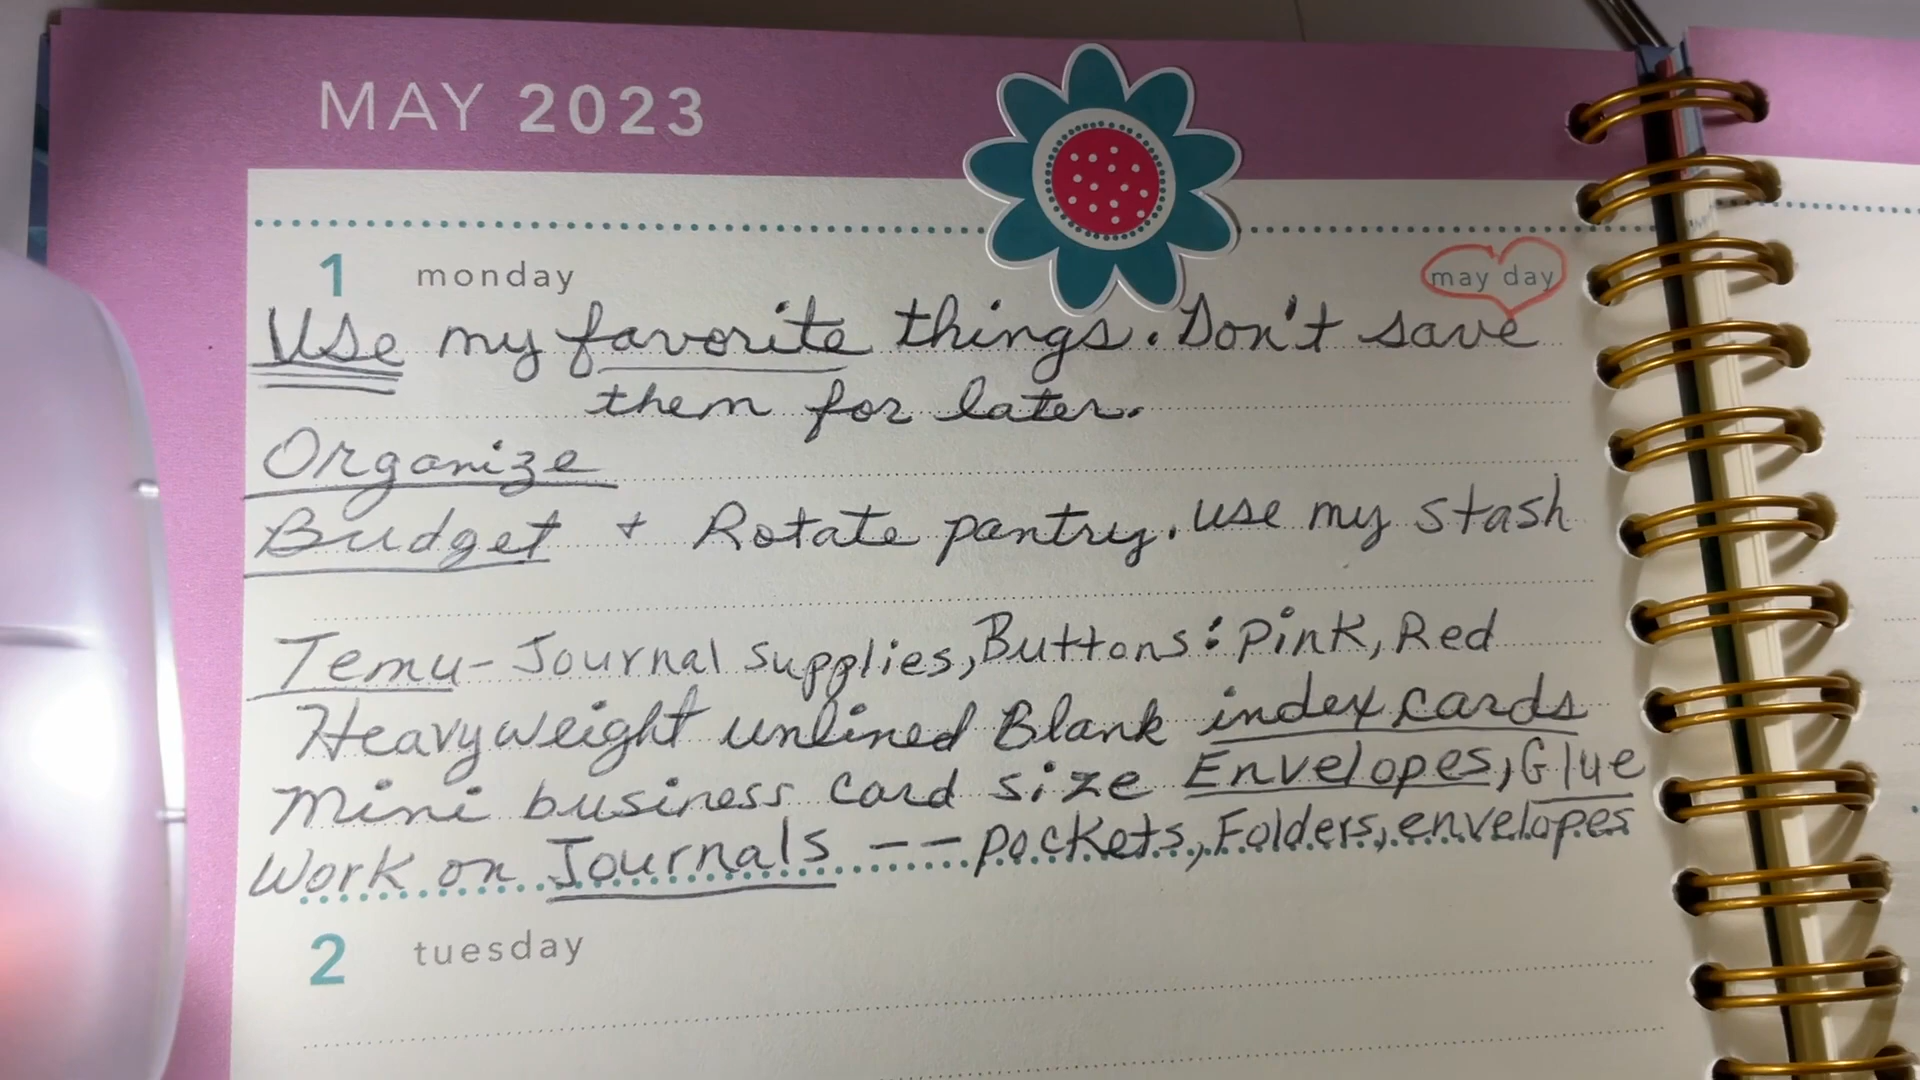 MAY 2023
1 monday may day
Use my favorite things. Don't save
them for later.
Organize
Budget + Rotate pantry. Use my stash
Temu - Journal supplies, Buttons: Pink, Red
Heavyweight unlined Blank index cards
Mini business card size Envelopes, Glue
Work on Journals -- pockets, Folders, envelopes
2 tuesday